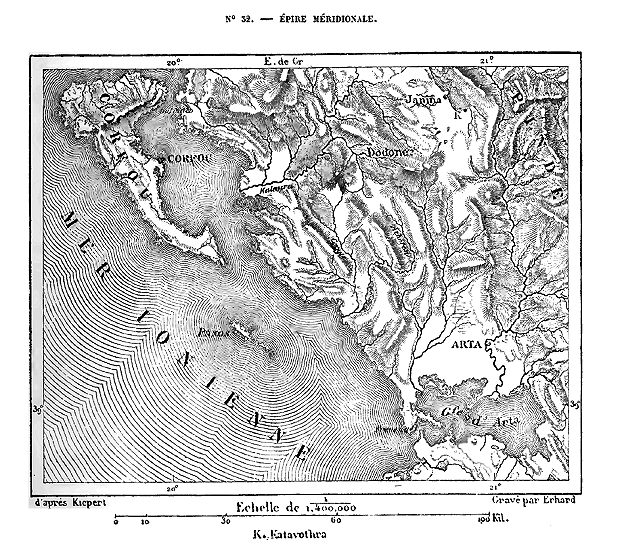 N° 32. — ÉPIRE MÉRIDIONALE.
20°
E. de Gr
21°
CORFOU
PINDE
Janina
K
CORFOU
Dodone
Kalamas
MER IONIENNE
Paxos
ARTA
39
Gfe d'Arta
39
20°
21°
d'après Kiepert
Gravé par Erhard
Echelle de 1/1,400,000
0 10 30 60 100 Kil.
K. Katavothra